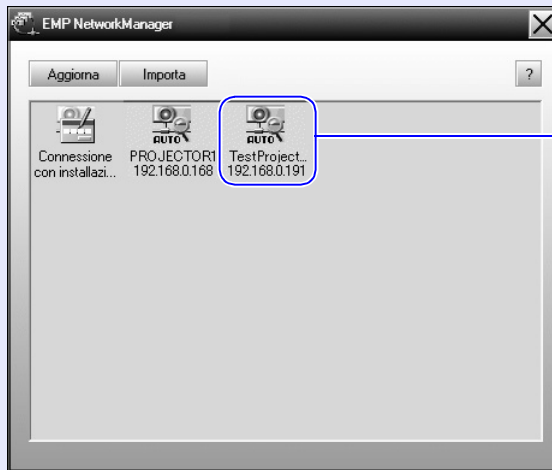 EMP NetworkManager
Aggiorna
Importa
?
AUTO
AUTO
Connessione
con installazi...
PROJECTOR1
192.168.0.168
TestProject...
192.168.0.191